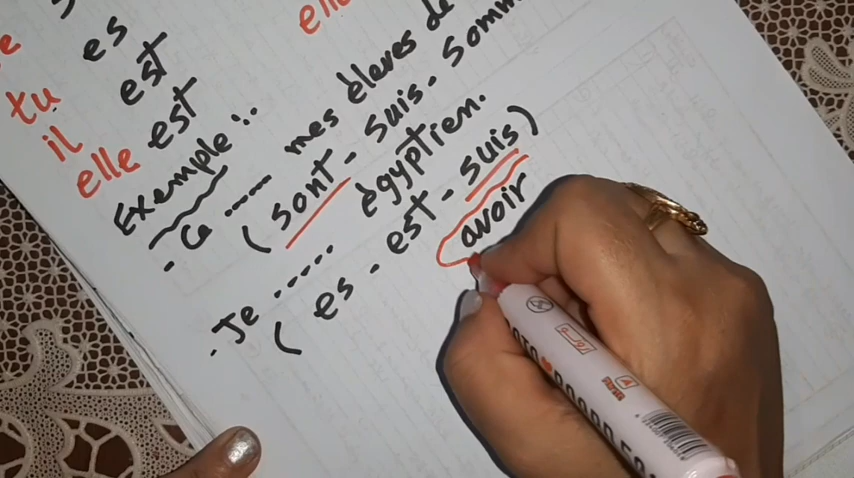 es
tu est
il est
elle
elle
Exemple :.
. Ce ...... mes élèves de
( sont - suis - somm
. Je ..... égyptien.
( es - est - suis )
avoir